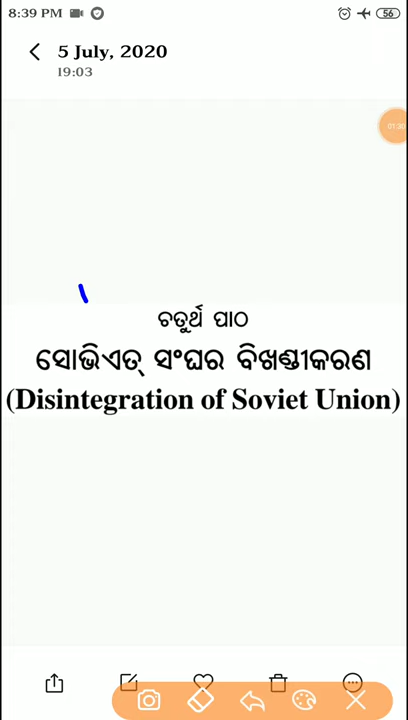 8:39 PM
56
5 July, 2020
19:03
01:30
ଚତୁର୍ଥ ପାଠ
ସୋଭିଏତ୍ ସଂଘର ବିଖଣ୍ଡୀକରଣ
(Disintegration of Soviet Union)